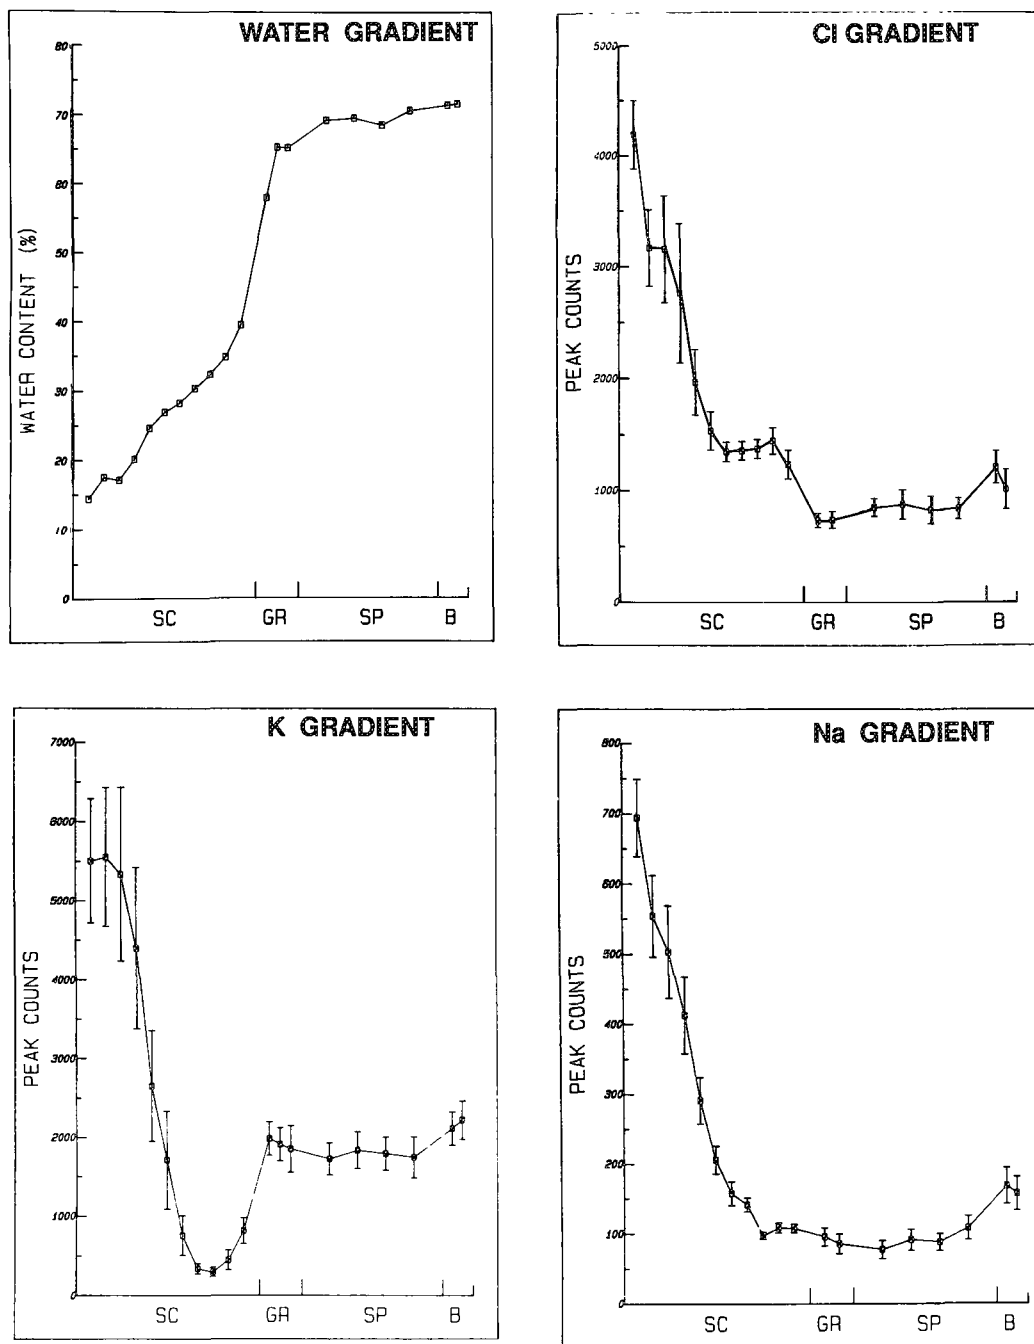 WATER GRADIENT
80
70
60
50
40
30
20
10
0
WATER CONTENT (%)
SC GR SP B
Cl GRADIENT
5000
4000
3000
2000
1000
0
PEAK COUNTS
SC GR SP B
K GRADIENT
7000
6000
5000
4000
3000
2000
1000
0
PEAK COUNTS
SC GR SP B
Na GRADIENT
800
700
600
500
400
300
200
100
0
PEAK COUNTS
SC GR SP B